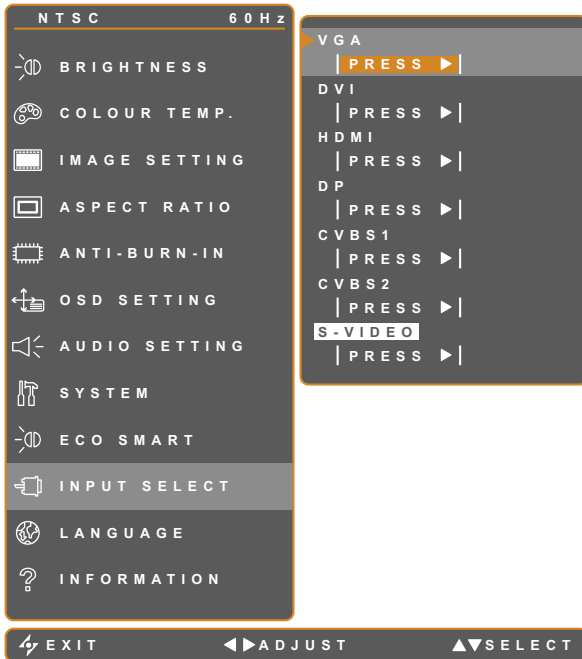 NTSC 60Hz
BRIGHTNESS
COLOUR TEMP.
IMAGE SETTING
ASPECT RATIO
ANTI-BURN-IN
OSD SETTING
AUDIO SETTING
SYSTEM
ECO SMART
INPUT SELECT
LANGUAGE
INFORMATION
VGA
PRESS
DVI
PRESS
HDMI
PRESS
DP
PRESS
CVBS1
PRESS
CVBS2
PRESS
S-VIDEO
PRESS
EXIT ADJUST SELECT